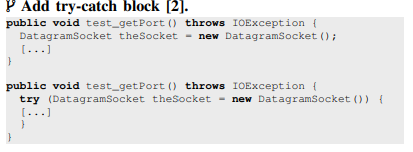 Add try-catch block [2].
public void test_getPort() throws IOException {
DatagramSocket theSocket = new DatagramSocket();
[...]
}
public void test_getPort() throws IOException {
try (DatagramSocket theSocket = new DatagramSocket()) {
[...]
}
}